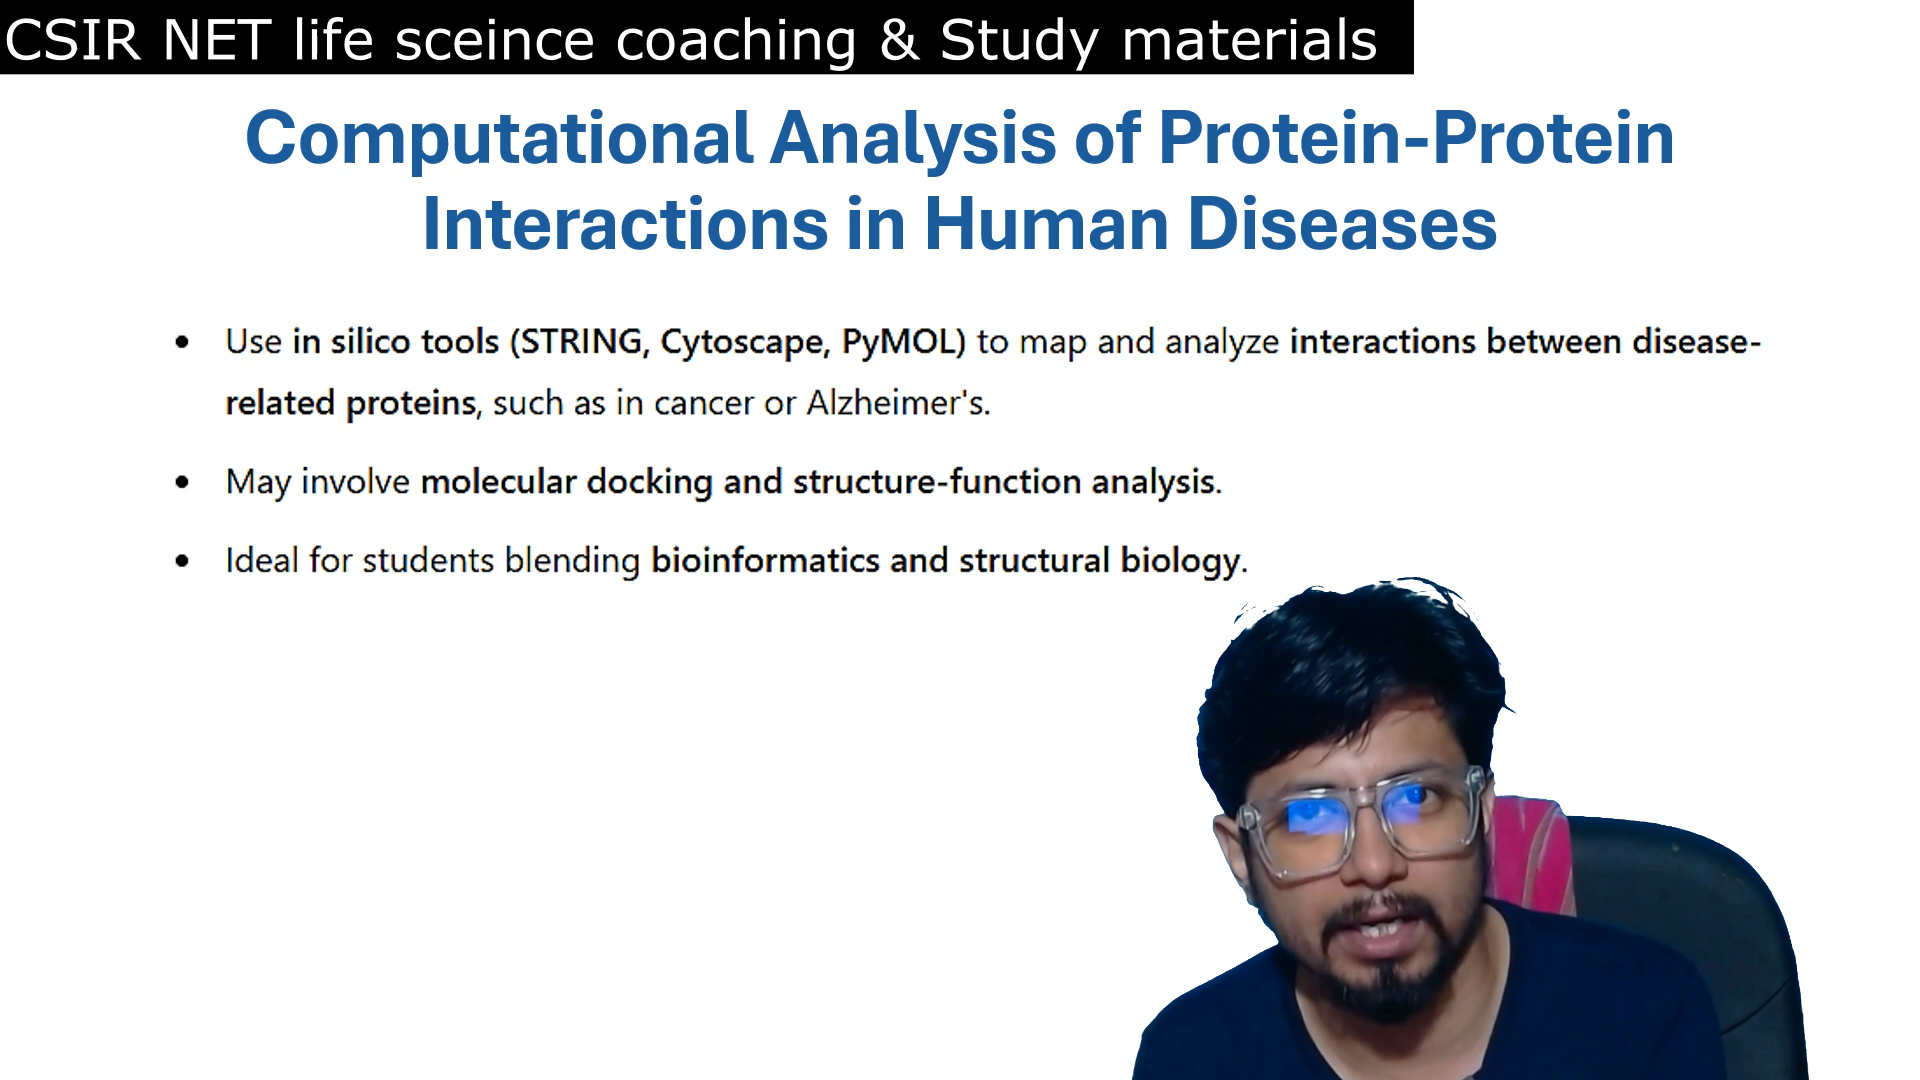 CSIR NET life sceince coaching & Study materials
Computational Analysis of Protein-Protein
Interactions in Human Diseases
• Use in silico tools (STRING, Cytoscape, PyMOL) to map and analyze interactions between disease-
related proteins, such as in cancer or Alzheimer's.
• May involve molecular docking and structure-function analysis.
• Ideal for students blending bioinformatics and structural biology.